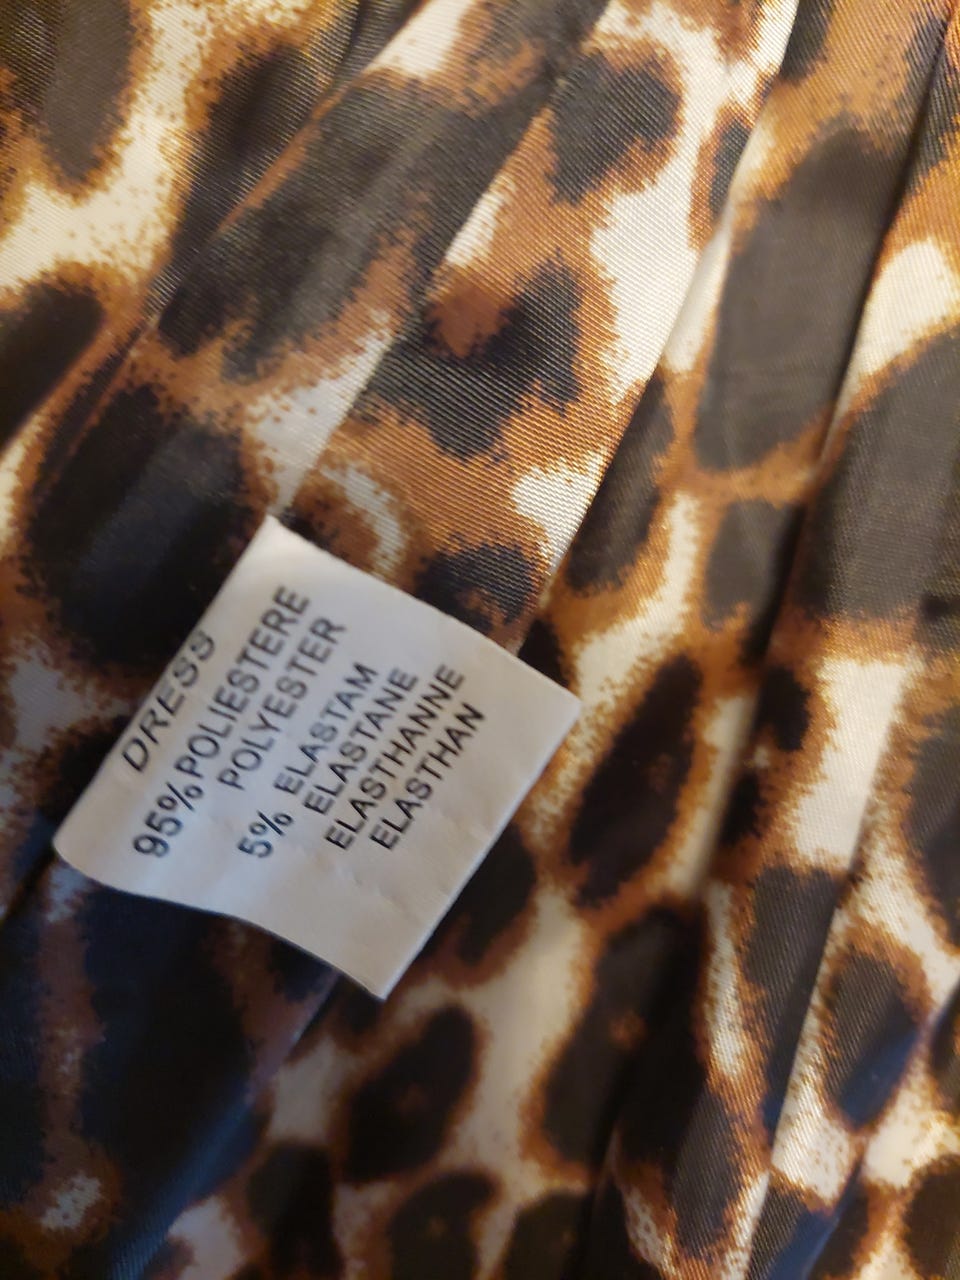 DRESS
95% POLIESTERE
POLYESTER
5% ELASTAM
ELASTANE
ELASTHANNE
ELASTHAN